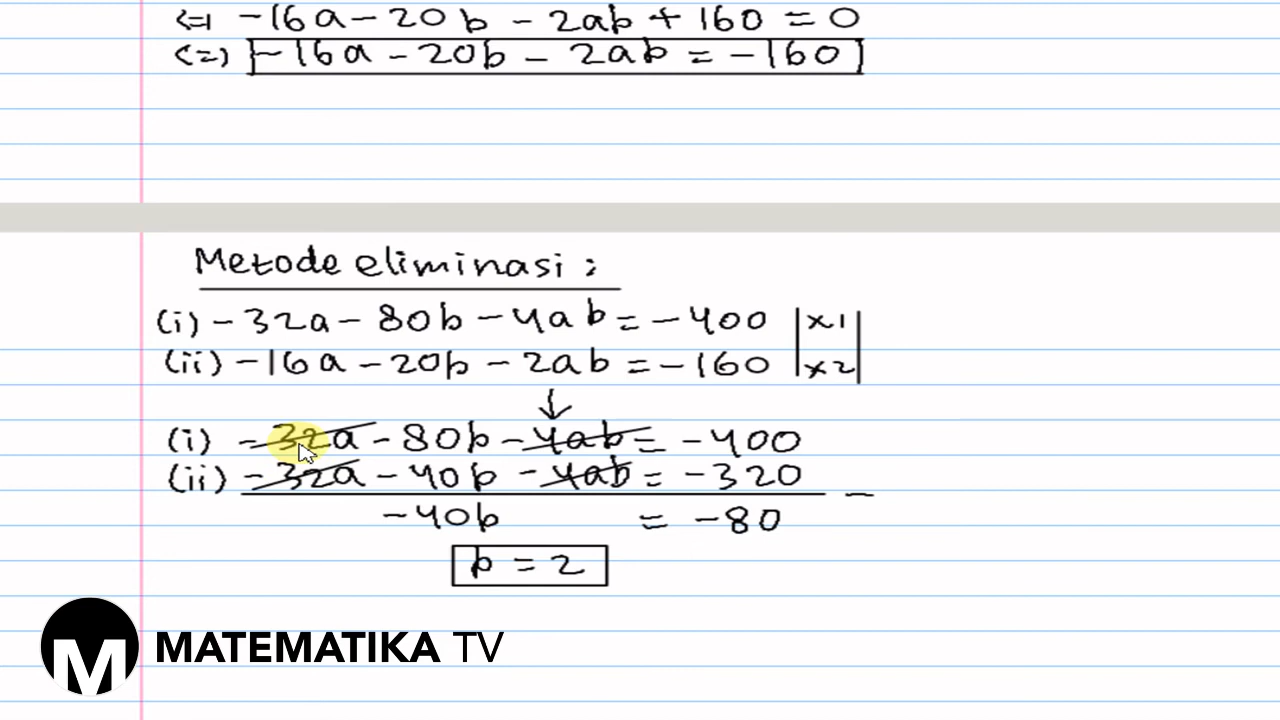 <=> -16a - 20b - 2ab + 160 = 0
(=) -16a - 20b - 2ab = -160
Metode eliminasi :
(i) -32a - 80b - 4ab = -400 | x1
(ii) -16a - 20b - 2ab = -160 | x2
↓
(i) -32a - 80b - 4ab = -400
(ii) -32a - 40b - 4ab = -320 -
-40b = -80
b = 2
M MATEMATIKA TV